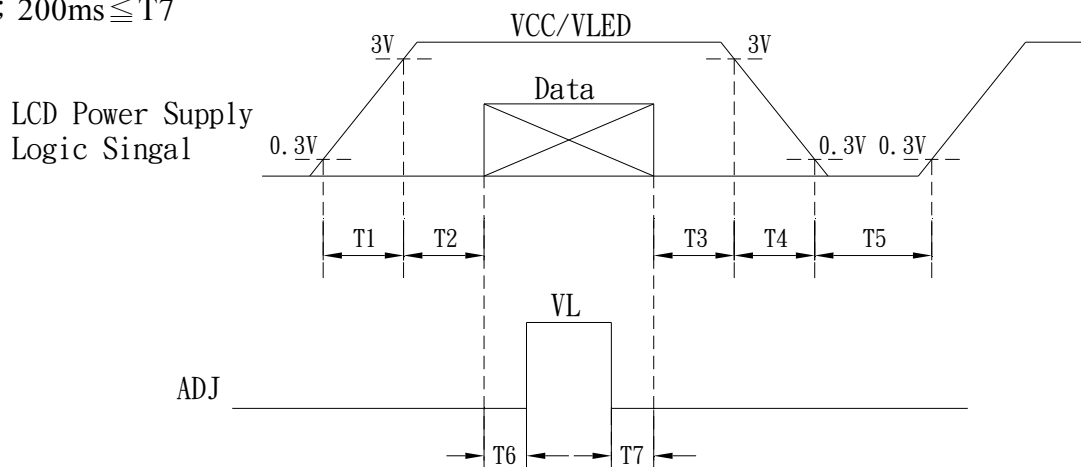 ; 200ms≦T7
VCC/VLED
3V 3V
Data
LCD Power Supply
Logic Singal
0.3V 0.3V 0.3V
T1 T2 T3 T4 T5
VL
ADJ
T6 T7